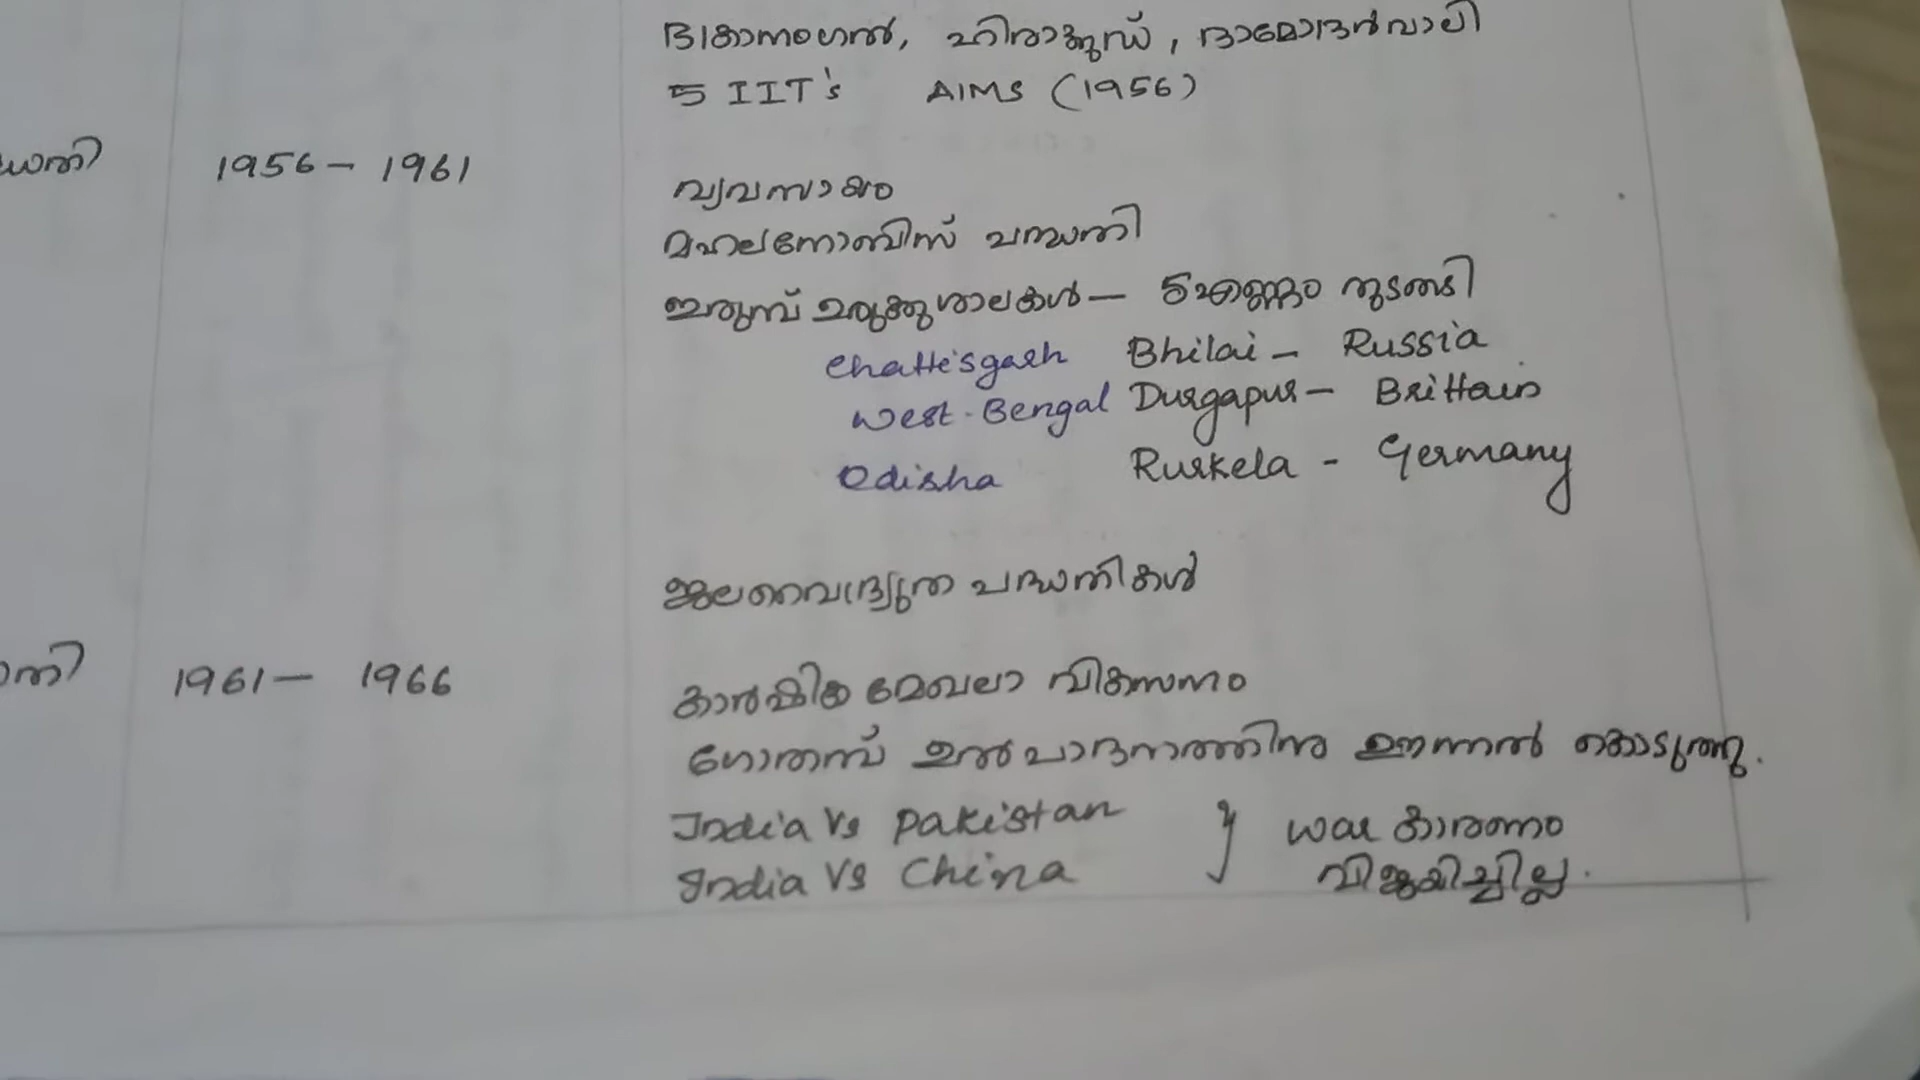 ഭക്രാനംഗൽ, ഹിരാക്കുഡ്, ദാമോദർവാലി
5 IIT's AIMS (1956)
1956 - 1961
വ്യവസായം
മഹലനോബിസ് പദ്ധതി
ഇരുമ്പ് ഉരുക്കുശാലകൾ - 5 എണ്ണം തുടങ്ങി
Chattisgarh Bhilai - Russia
West-Bengal Durgapur - Brittain
Odisha Rurkela - Germany
ജലവൈദ്യുത പദ്ധതികൾ
1961 - 1966 കാർഷിക മേഖലാ വികസനം
ഗോതമ്പ് ഉൽപാദനത്തിനു ഊന്നൽ കൊടുത്തു.
India Vs Pakistan } war കാരണം
India Vs China വിജയിച്ചില്ല.